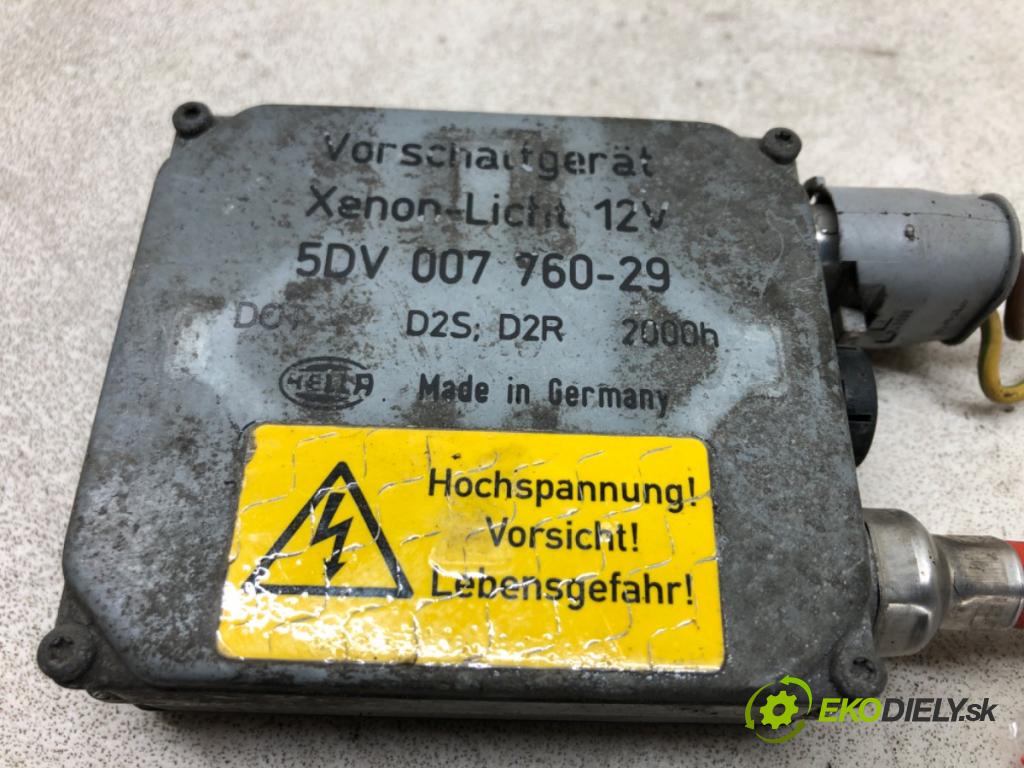 Vorschaltgerät
Xenon-Licht 12V
5DV 007 760-29
DOT D2S; D2R 2000h
HELLA Made in Germany
Hochspannung!
Vorsicht!
Lebensgefahr!
EKODIELY.sk